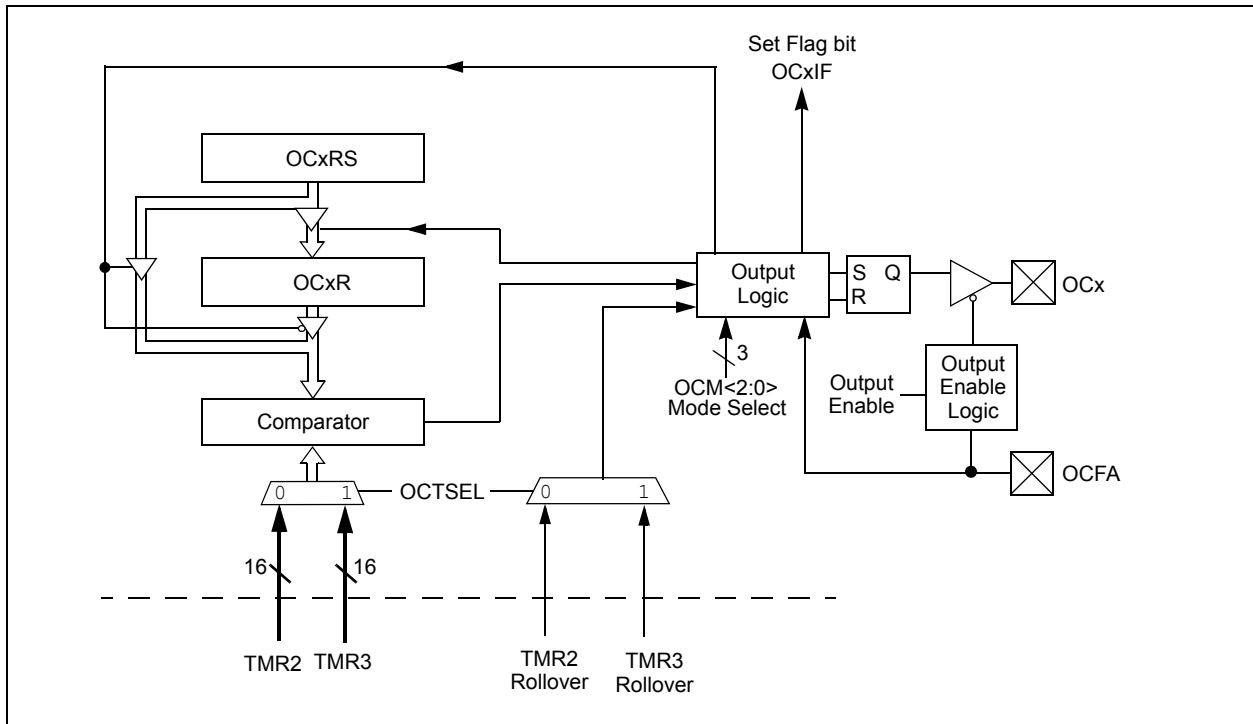 Set Flag bit
OCxIF
OCxRS
OCxR
Output
Logic
S Q
R
OCx
3
OCM<2:0>
Mode Select
Output
Enable
Output
Enable
Logic
Comparator
OCFA
0 1
OCTSEL
0 1
16
16
TMR2
TMR3
TMR2
Rollover
TMR3
Rollover